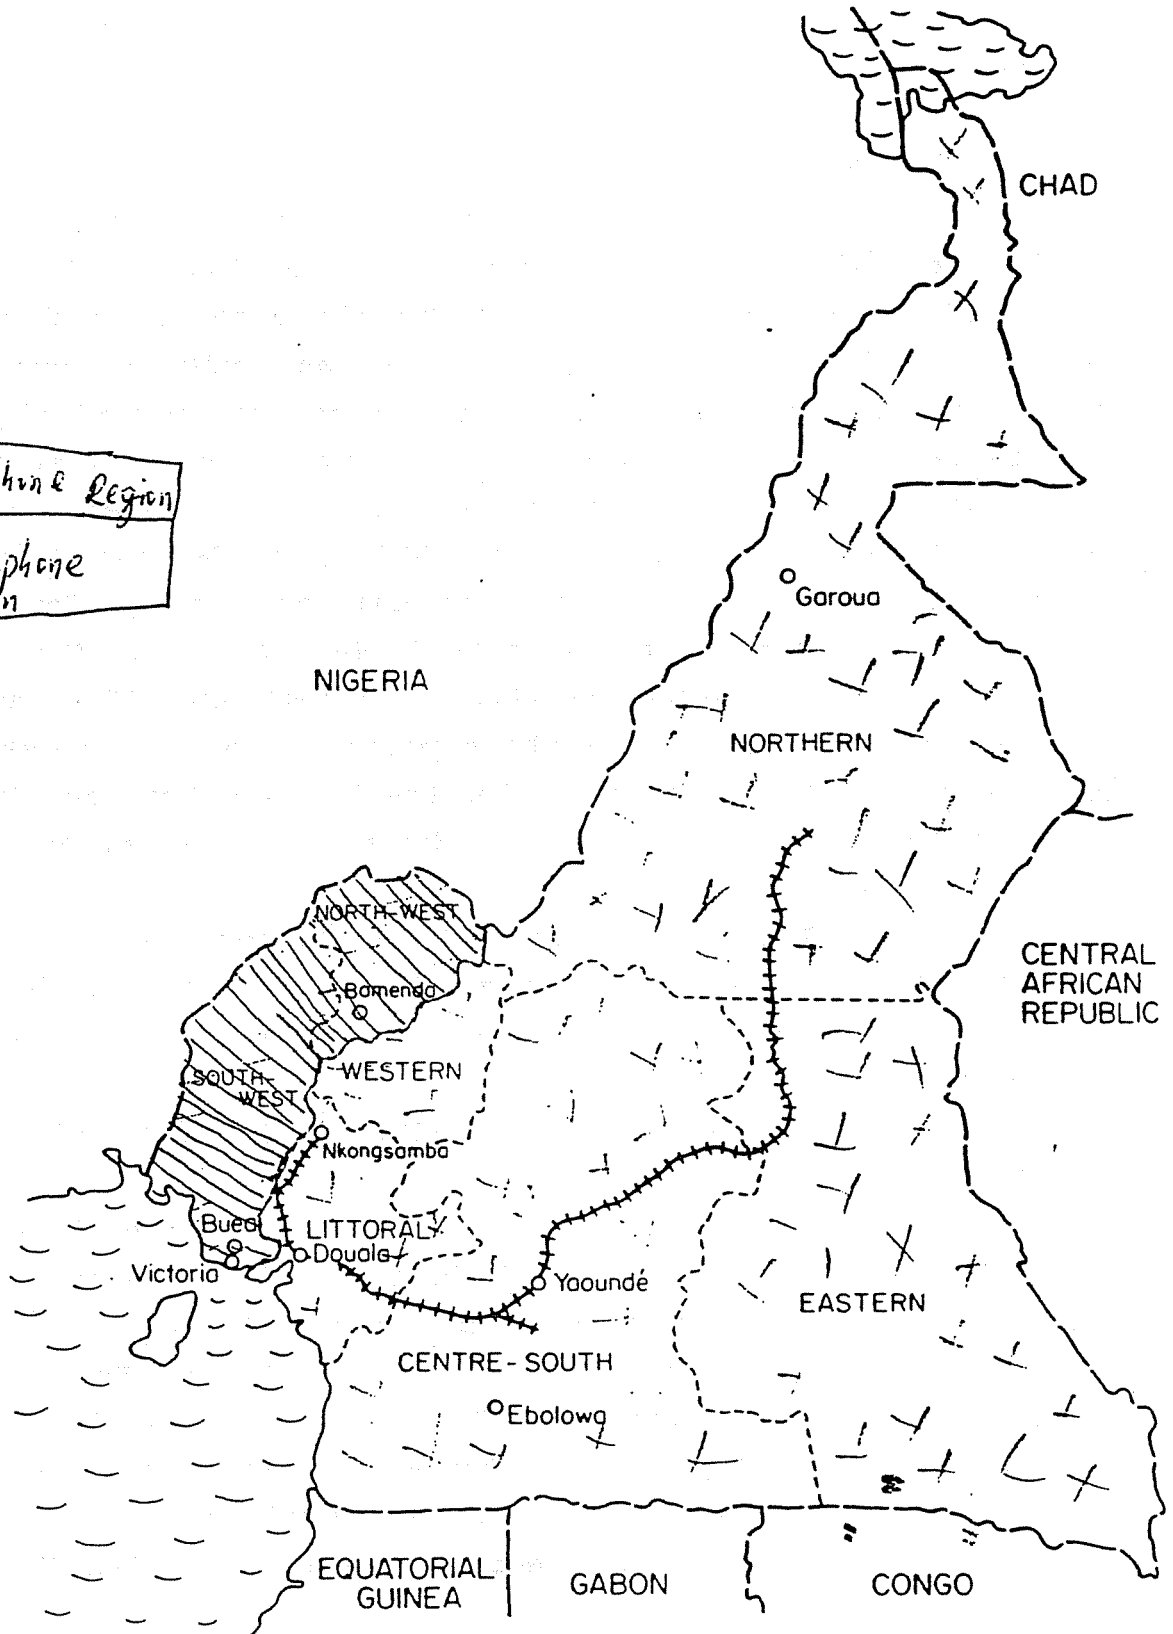 CHAD
hone Region
phone
n
Garoua
NIGERIA
NORTHERN
NORTH-WEST
CENTRAL
AFRICAN
REPUBLIC
Bamenda
WESTERN
SOUTH-
WEST
Nkongsamba
Buea
LITTORAL
Douala
Victoria
Yaoundé
EASTERN
CENTRE-SOUTH
Ebolowa
EQUATORIAL
GUINEA
GABON
CONGO